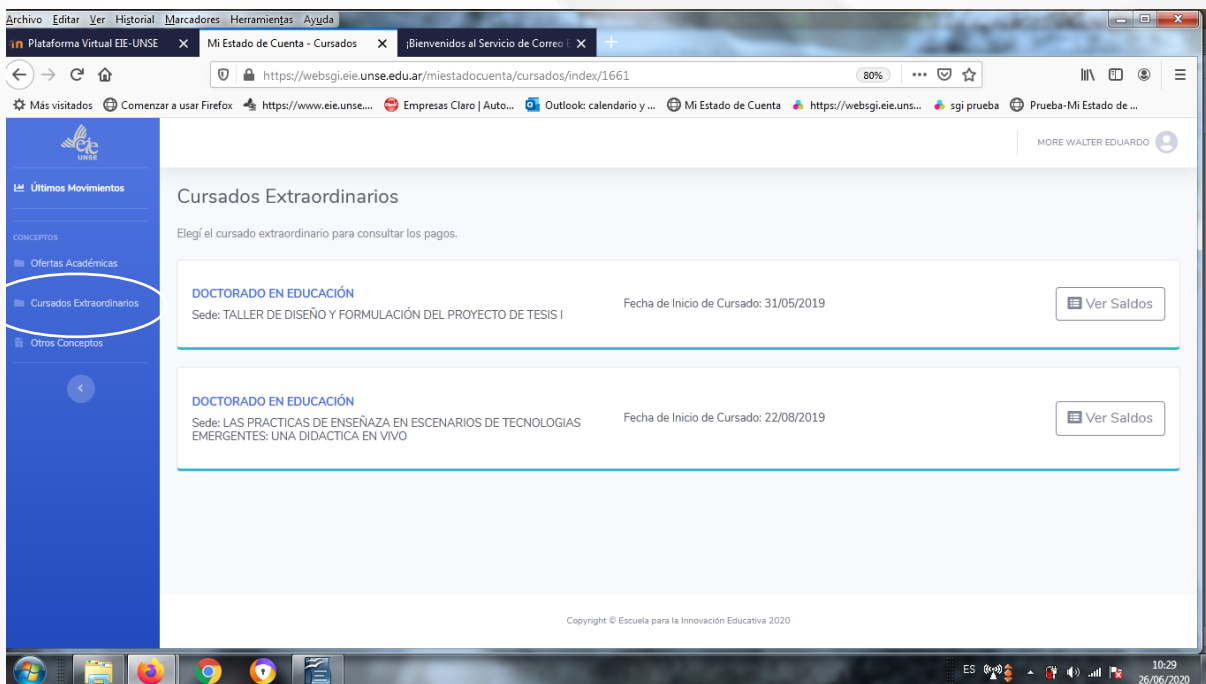 Archivo Editar Ver Historial Marcadores Herramientas Ayuda
Plataforma Virtual EIE-UNSE
Mi Estado de Cuenta - Cursados
¡Bienvenidos al Servicio de Correo E
https://websgi.eie.unse.edu.ar/miestadocuenta/cursados/index/1661
80%
Más visitados Comenzar a usar Firefox https://www.eie.unse.... Empresas Claro | Auto... Outlook: calendario y ... Mi Estado de Cuenta https://websgi.eie.uns... sgi prueba Prueba-Mi Estado de ...
eie
UNSE
MORE WALTER EDUARDO
Últimos Movimientos
CONCEPTOS
Ofertas Académicas
Cursados Extraordinarios
Otros Conceptos
Cursados Extraordinarios
Elegí el cursado extraordinario para consultar los pagos.
DOCTORADO EN EDUCACIÓN
Sede: TALLER DE DISEÑO Y FORMULACIÓN DEL PROYECTO DE TESIS I
Fecha de Inicio de Cursado: 31/05/2019
Ver Saldos
DOCTORADO EN EDUCACIÓN
Sede: LAS PRACTICAS DE ENSEÑAZA EN ESCENARIOS DE TECNOLOGIAS
EMERGENTES: UNA DIDACTICA EN VIVO
Fecha de Inicio de Cursado: 22/08/2019
Ver Saldos
Copyright © Escuela para la Innovación Educativa 2020
ES
10:29
26/06/2020